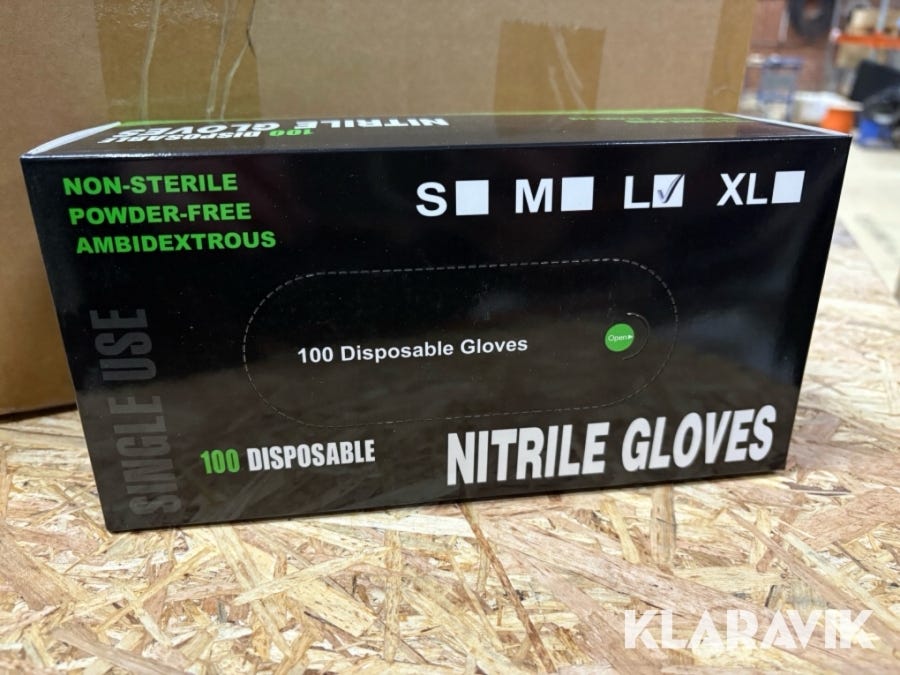 100 DISPOSABLE
NITRILE GLOVES
NON-STERILE
POWDER-FREE
AMBIDEXTROUS
S M L XL
SINGLE USE
100 Disposable Gloves
Open
100 DISPOSABLE
NITRILE GLOVES
KLARAVIK